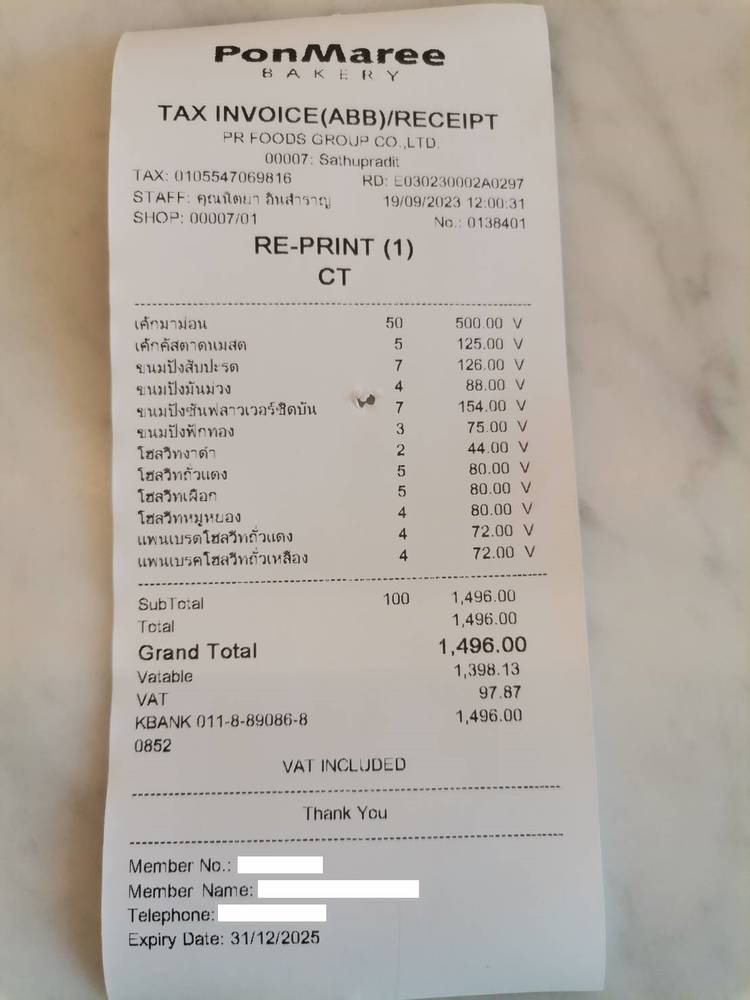 PonMaree
BAKERY
TAX INVOICE(ABB)/RECEIPT
PR FOODS GROUP CO.,LTD.
00007: Sathupradit
TAX: 0105547069816 RD: E030230002A0297
STAFF: คุณนิตยา อินสำราญ 19/09/2023 12:00:31
SHOP: 00007/01 No.: 0138401
RE-PRINT (1)
CT
เค้กมาม่อน 50 500.00 V
เค้กคัสตาดนมสด 5 125.00 V
ขนมปังสับปะรด 7 126.00 V
ขนมปังมันม่วง 4 88.00 V
ขนมปังซันฟลาวเวอร์ซิดบัน 7 154.00 V
ขนมปังฟักทอง 3 75.00 V
โฮลวีทงาดำ 2 44.00 V
โฮลวีทถั่วแดง 5 80.00 V
โฮลวีทเผือก 5 80.00 V
โฮลวีทหมูหยอง 4 80.00 V
แพนเบรดโฮลวีทถั่วแดง 4 72.00 V
แพนเบรคโฮลวีทถั่วเหลือง 4 72.00 V
SubTotal 100 1,496.00
Total 1,496.00
Grand Total 1,496.00
Vatable 1,398.13
VAT 97.87
KBANK 011-8-89086-8 1,496.00
0852
VAT INCLUDED
Thank You
Member No.:
Member Name:
Telephone:
Expiry Date: 31/12/2025